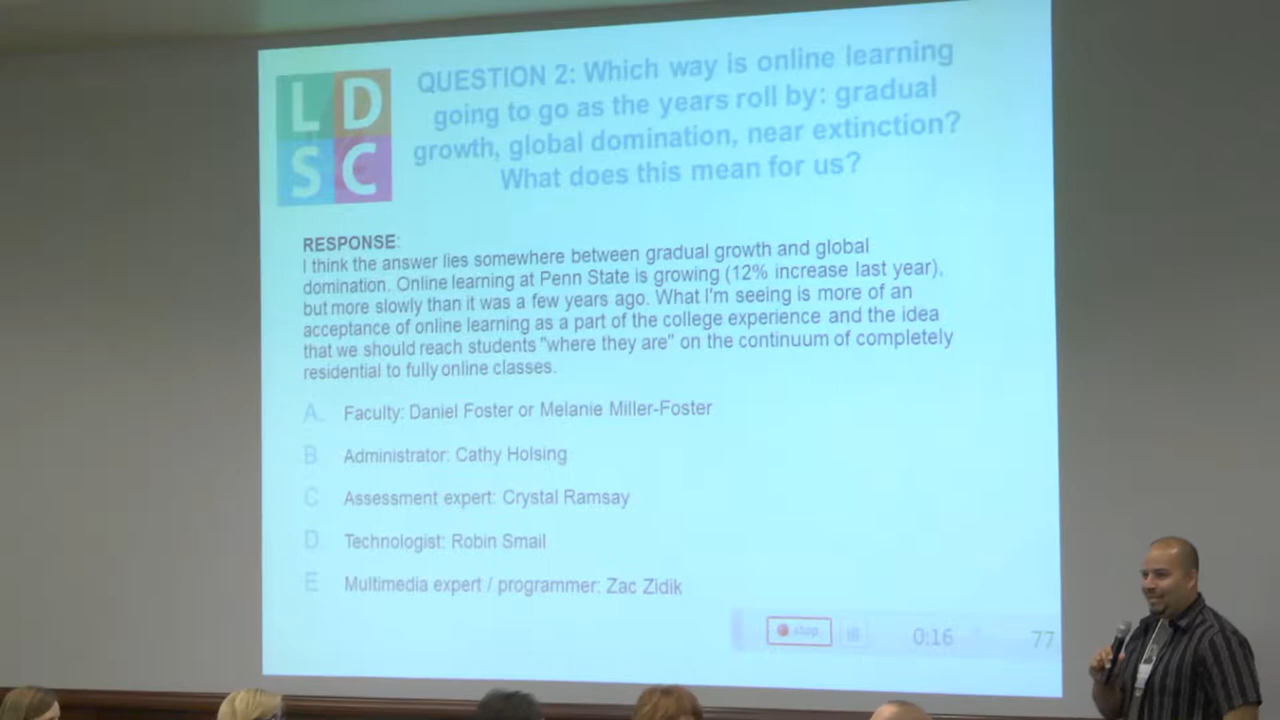 L D
S C
QUESTION 2: Which way is online learning
going to go as the years roll by: gradual
growth, global domination, near extinction?
What does this mean for us?
RESPONSE:
I think the answer lies somewhere between gradual growth and global
domination. Online learning at Penn State is growing (12% increase last year),
but more slowly than it was a few years ago. What I'm seeing is more of an
acceptance of online learning as a part of the college experience and the idea
that we should reach students "where they are" on the continuum of completely
residential to fully online classes.
A. Faculty: Daniel Foster or Melanie Miller-Foster
B Administrator: Cathy Holsing
C Assessment expert: Crystal Ramsay
D. Technologist: Robin Smail
E Multimedia expert / programmer: Zac Zidik
stop 0:16 77